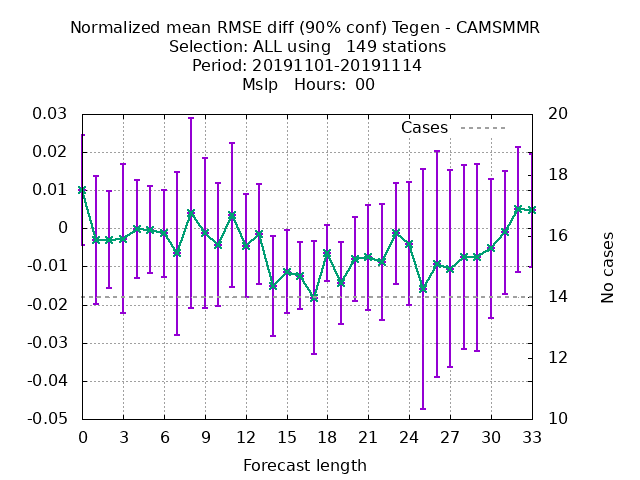 Normalized mean RMSE diff (90% conf) Tegen - CAMSMMR
Selection: ALL using   149 stations
Period: 20191101-20191114
Mslp   Hours: 00
Cases
0.03
0.02
0.01
0
-0.01
-0.02
-0.03
-0.04
-0.05
20
18
16
14
12
10
No cases
0 3 6 9 12 15 18 21 24 27 30 33
Forecast length